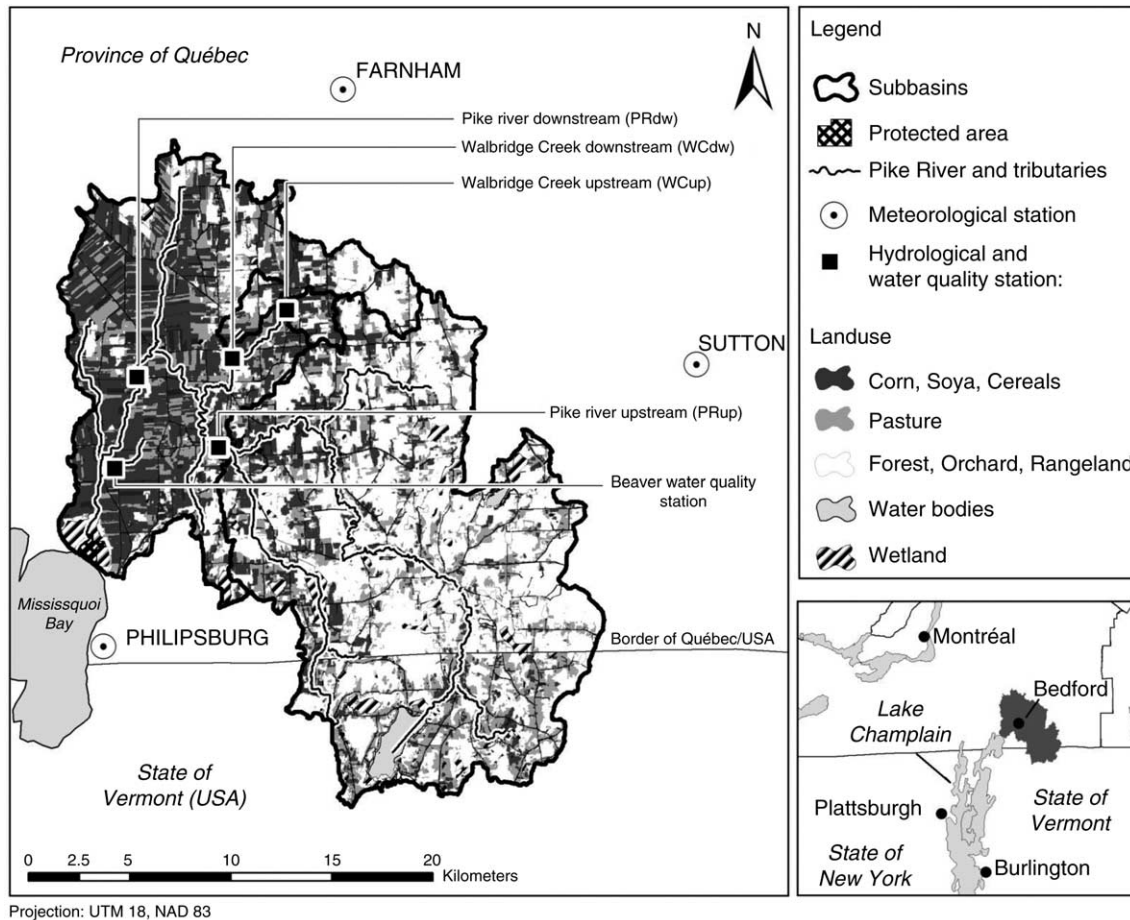 Province of Québec
FARNHAM
N
Pike river downstream (PRdw)
Walbridge Creek downstream (WCdw)
Walbridge Creek upstream (WCup)
SUTTON
Pike river upstream (PRup)
Beaver water quality
station
Mississquoi
Bay
PHILIPSBURG
Border of Québec/USA
State of
Vermont (USA)
0 2.5 5 10 15 20
Kilometers
Projection: UTM 18, NAD 83
Legend
Subbasins
Protected area
Pike River and tributaries
Meteorological station
Hydrological and
water quality station:
Landuse
Corn, Soya, Cereals
Pasture
Forest, Orchard, Rangeland
Water bodies
Wetland
Montréal
Bedford
Lake
Champlain
Plattsburgh
State of
Vermont
State of
New York
Burlington